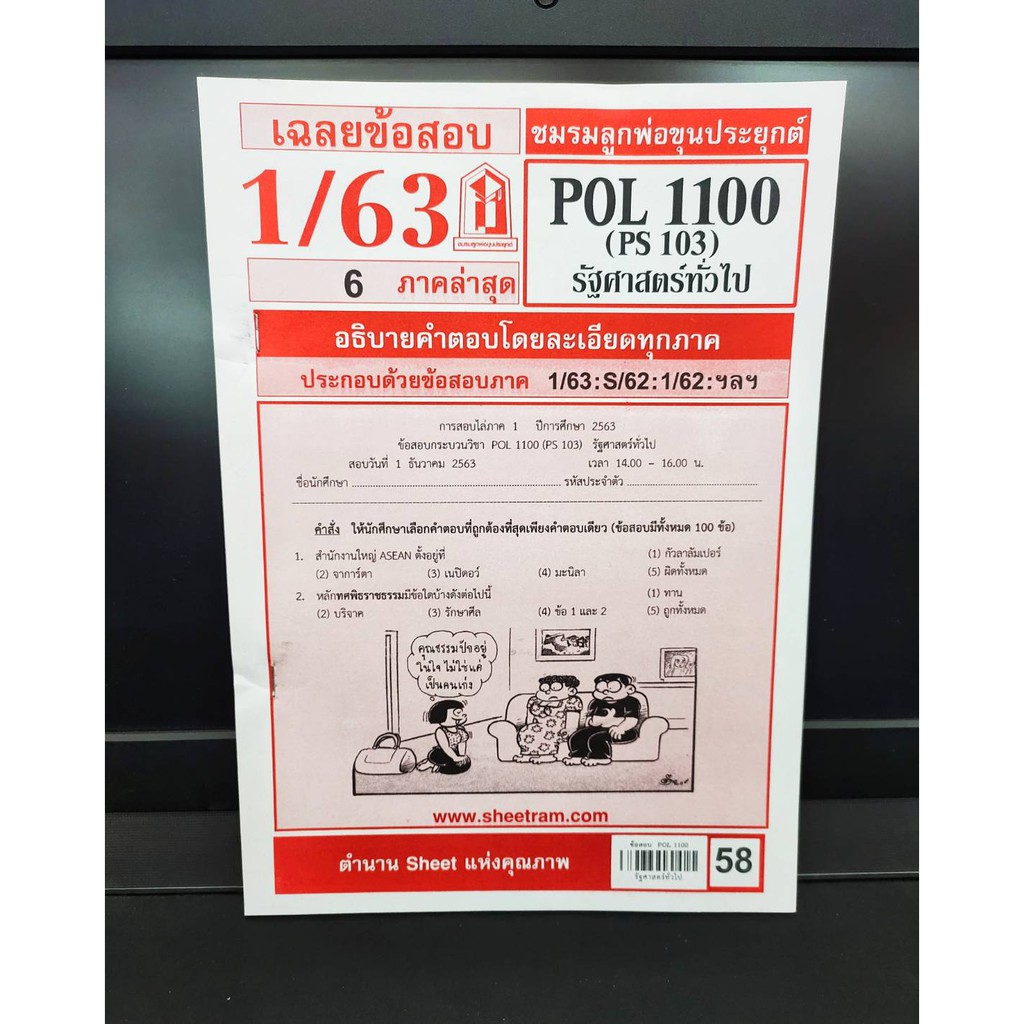 เฉลยข้อสอบ
1/63
ชมรมลูกพ่อขุนประยุกต์
6 ภาคล่าสุด
ชมรมลูกพ่อขุนประยุกต์
POL 1100
(PS 103)
รัฐศาสตร์ทั่วไป
อธิบายคำตอบโดยละเอียดทุกภาค
ประกอบด้วยข้อสอบภาค 1/63:S/62:1/62:ฯลฯ
การสอบไล่ภาค 1 ปีการศึกษา 2563
ข้อสอบกระบวนวิชา POL 1100 (PS 103) รัฐศาสตร์ทั่วไป
สอบวันที่ 1 ธันวาคม 2563 เวลา 14.00 – 16.00 น.
ชื่อนักศึกษา ........................ รหัสประจำตัว ........................
คำสั่ง ให้นักศึกษาเลือกคำตอบที่ถูกต้องที่สุดเพียงคำตอบเดียว (ข้อสอบมีทั้งหมด 100 ข้อ)
1. สำนักงานใหญ่ ASEAN ตั้งอยู่ที่ (1) กัวลาลัมเปอร์
(2) จาการ์ตา (3) เนปิดอว์ (4) มะนิลา (5) ผิดทั้งหมด
2. หลักทศพิธราชธรรมมีข้อใดบ้างดังต่อไปนี้ (1) ทาน
(2) บริจาค (3) รักษาศีล (4) ข้อ 1 และ 2 (5) ถูกทั้งหมด
คุณธรรมป้ออยู่
ในใจ ไม่ใช่แค่
เป็นคนเก่ง
www.sheetram.com
ตำนาน Sheet แห่งคุณภาพ
ข้อสอบ POL 1100
รัฐศาสตร์ทั่วไป
58